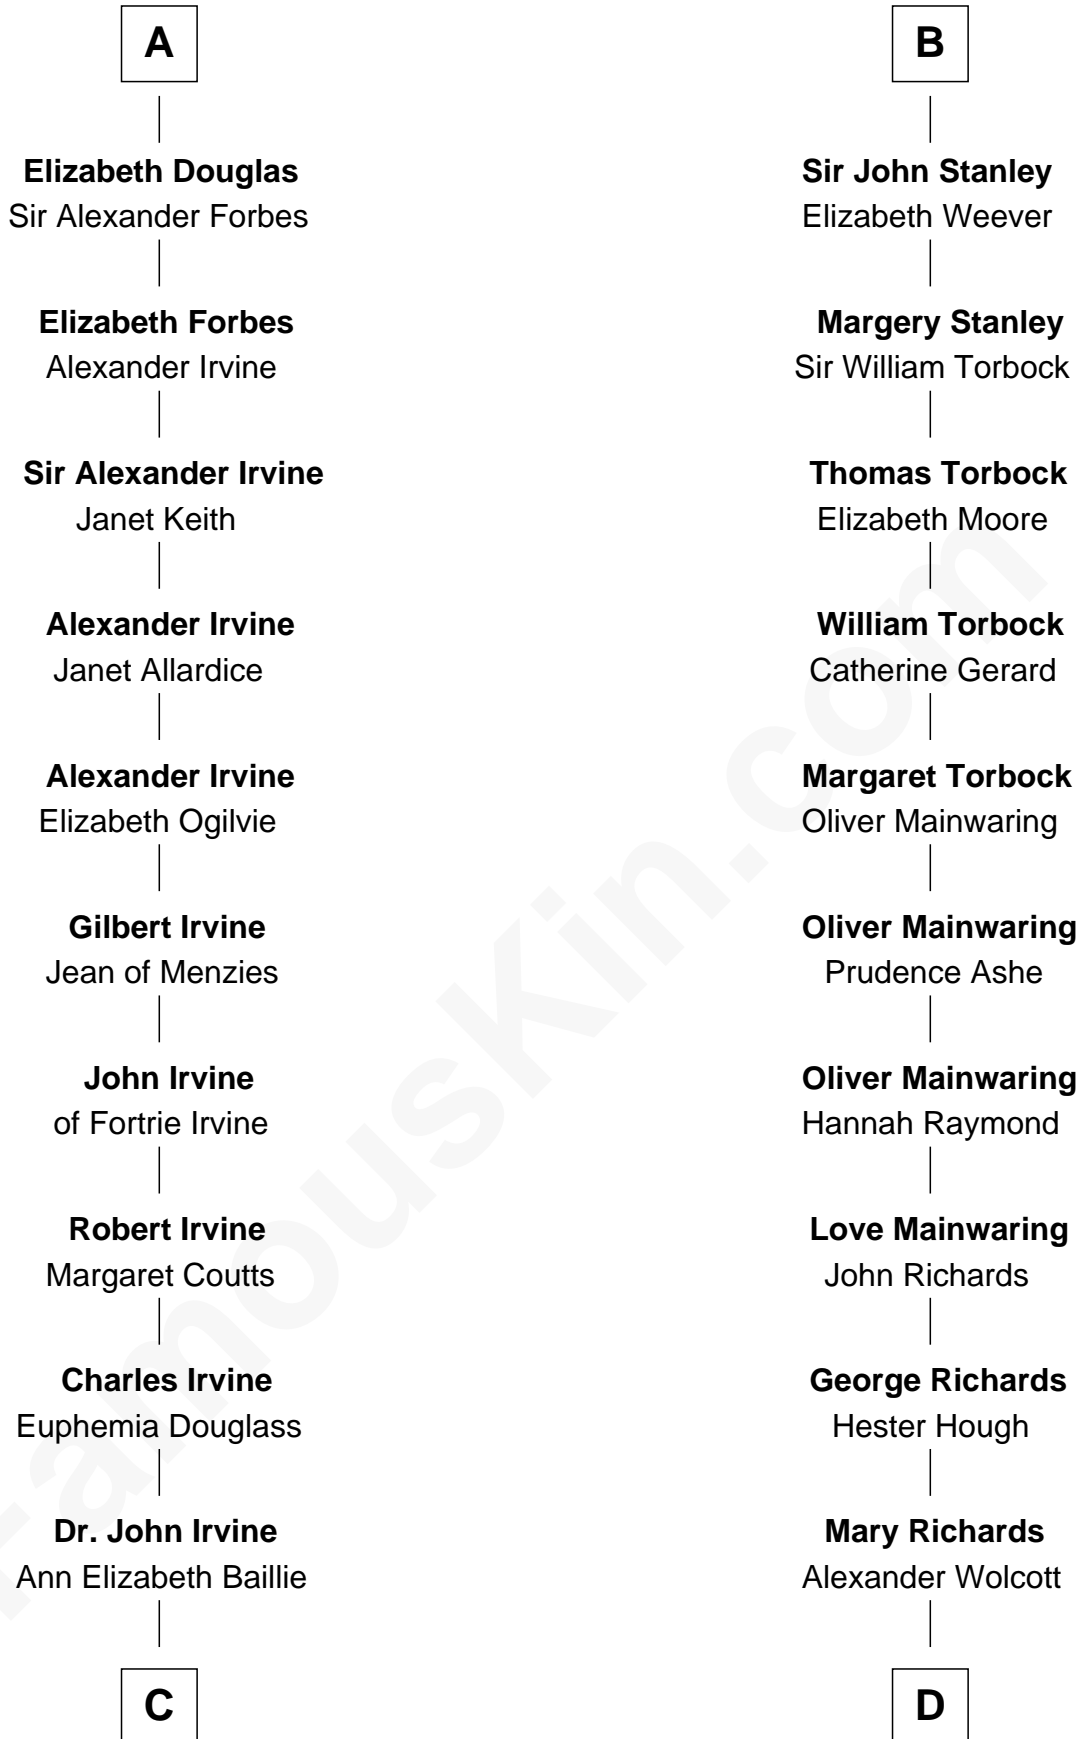 A
Elizabeth Douglas
Sir Alexander Forbes
Elizabeth Forbes
Alexander Irvine
Sir Alexander Irvine
Janet Keith
Alexander Irvine
Janet Allardice
Alexander Irvine
Elizabeth Ogilvie
Gilbert Irvine
Jean of Menzies
John Irvine
of Fortrie Irvine
Robert Irvine
Margaret Coutts
Charles Irvine
Euphemia Douglass
Dr. John Irvine
Ann Elizabeth Baillie
C
B
Sir John Stanley
Elizabeth Weever
Margery Stanley
Sir William Torbock
Thomas Torbock
Elizabeth Moore
William Torbock
Catherine Gerard
Margaret Torbock
Oliver Mainwaring
Oliver Mainwaring
Prudence Ashe
Oliver Mainwaring
Hannah Raymond
Love Mainwaring
John Richards
George Richards
Hester Hough
Mary Richards
Alexander Wolcott
D
FamousKin.com